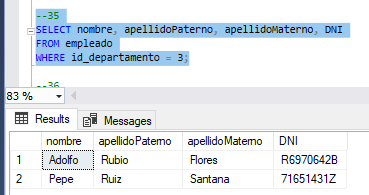 --35
SELECT nombre, apellidoPaterno, apellidoMaterno, DNI
FROM empleado
WHERE id_departamento = 3;
--36
83 %
Results Messages
nombre apellidoPaterno apellidoMaterno DNI
1 Adolfo Rubio Flores R6970642B
2 Pepe Ruiz Santana 71651431Z